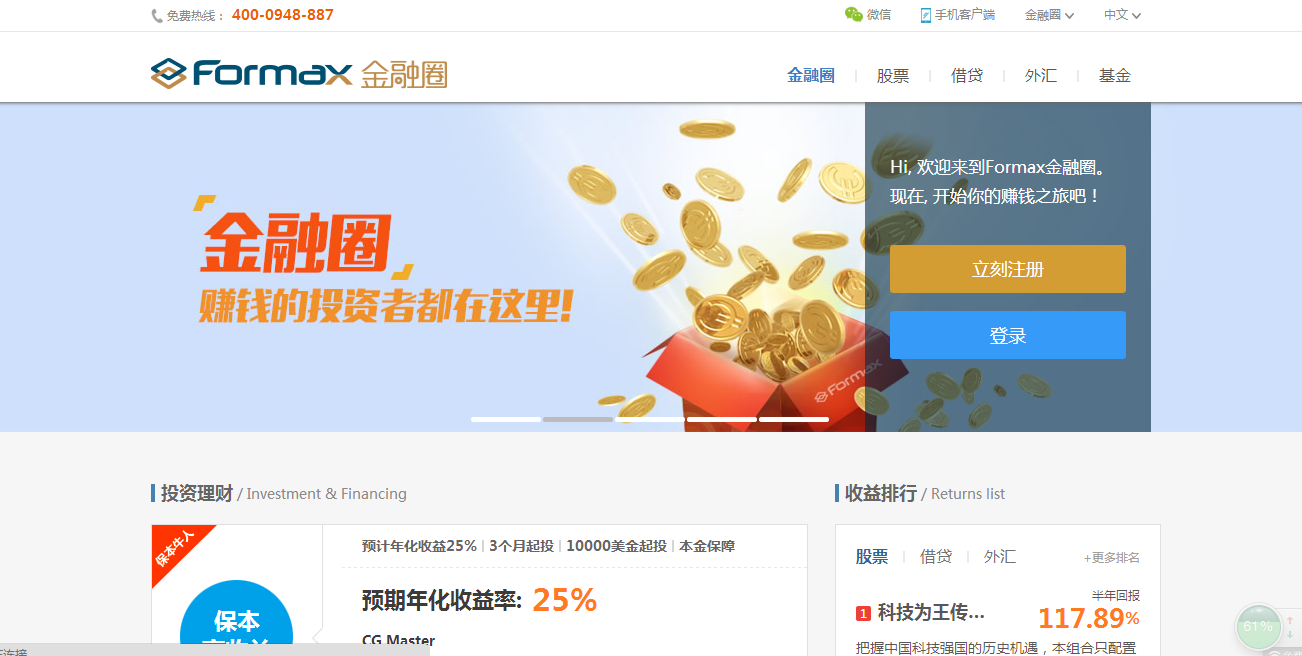 免费热线： 400-0948-887
微信 手机客户端 金融圈 中文
Formax 金融圈
金融圈 股票 借贷 外汇 基金
Hi, 欢迎来到Formax金融圈。
现在, 开始你的赚钱之旅吧！
金融圈
赚钱的投资者都在这里!
立刻注册
登录
Formax
投资理财 / Investment & Financing
收益排行 / Returns list
保本牛人
预计年化收益25% | 3个月起投 | 10000美金起投 | 本金保障
股票 借贷 外汇 +更多排名
预期年化收益率: 25%
半年回报
1 科技为王传... 117.89%
保本
CG Master
把握中国科技强国的历史机遇，本组合只配置
61%